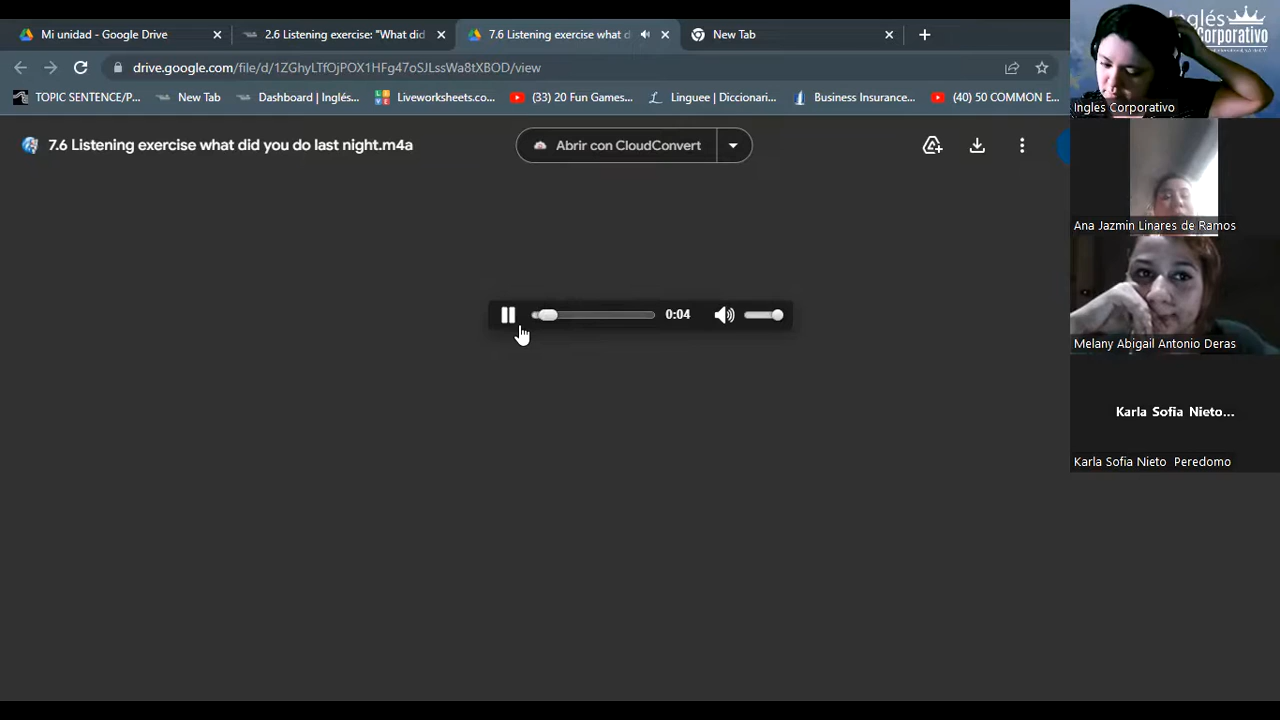 Mi unidad - Google Drive
2.6 Listening exercise: "What did
7.6 Listening exercise what d
New Tab
drive.google.com/file/d/1ZGhyLTfOjPOX1HFg47oSJLssWa8tXBOD/view
TOPIC SENTENCE/P...
New Tab
Dashboard | Inglés...
Liveworksheets.co...
(33) 20 Fun Games...
Linguee | Diccionari...
Business Insurance...
(40) 50 COMMON E...
7.6 Listening exercise what did you do last night.m4a
Abrir con CloudConvert
0:04
Inglés
Corporativo
Ingles Corporativo
Ana Jazmin Linares de Ramos
Melany Abigail Antonio Deras
Karla Sofia Nieto...
Karla Sofia Nieto Peredomo